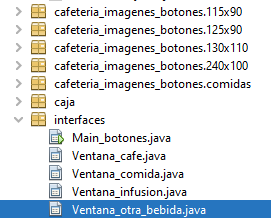 cafeteria_imagenes_botones.115x90
cafeteria_imagenes_botones.125x90
cafeteria_imagenes_botones.130x110
cafeteria_imagenes_botones.240x100
cafeteria_imagenes_botones.comidas
caja
interfaces
Main_botones.java
Ventana_cafe.java
Ventana_comida.java
Ventana_infusion.java
Ventana_otra_bebida.java